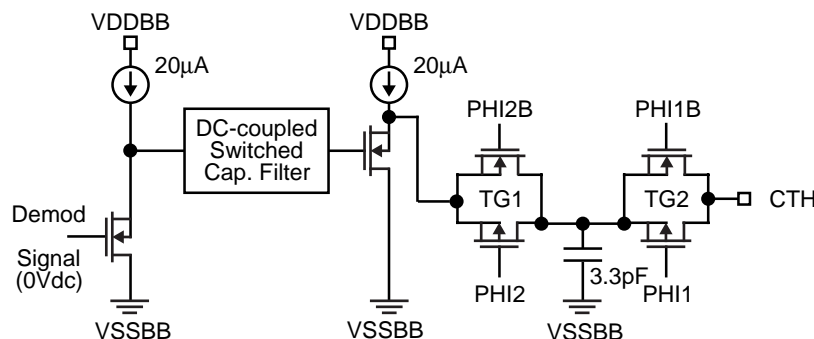 VDDBB
VDDBB
20µA
20µA
PHI2B
PHI1B
DC-coupled
Switched
Cap. Filter
TG1
TG2
CTH
Demod
Signal
(0Vdc)
3.3pF
PHI2
PHI1
VSSBB
VSSBB
VSSBB